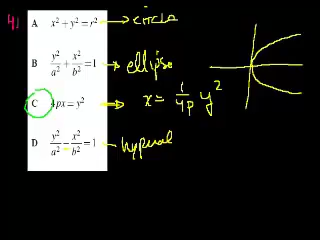 4)
A x² + y² = r² → circle
B y²/a² + x²/b² = 1 → ellipse
C 4px = y² → x = 1/4p y²
D y²/a² - x²/b² = 1